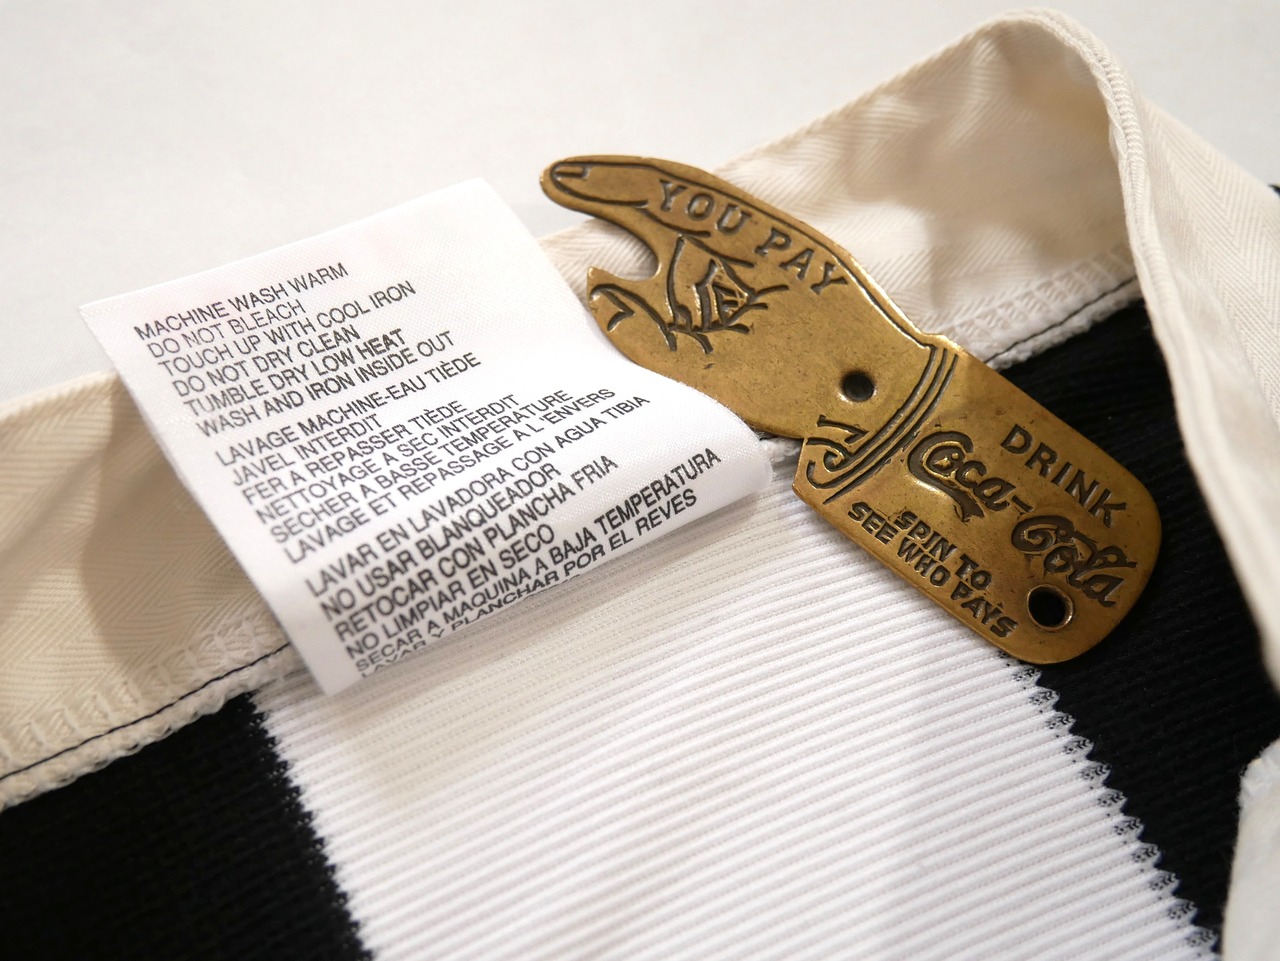 MACHINE WASH WARM
DO NOT BLEACH
TOUCH UP WITH COOL IRON
DO NOT DRY CLEAN
TUMBLE DRY LOW HEAT
WASH AND IRON INSIDE OUT
LAVAGE MACHINE-EAU TIÈDE
JAVEL INTERDIT
FER A REPASSER TIÈDE
NETTOYAGE A SEC INTERDIT
SECHER A BASSE TEMPERATURE
LAVAGE ET REPASSAGE A L'ENVERS
LAVAR EN LAVADORA CON AGUA TIBIA
NO USAR BLANQUEADOR
RETOCAR CON PLANCHA FRIA
NO LIMPIAR EN SECO
SECAR A MAQUINA A BAJA TEMPERATURA
LAVAR Y PLANCHAR POR EL REVES
YOU PAY
DRINK
Coca-Cola
SPIN TO
SEE WHO PAYS